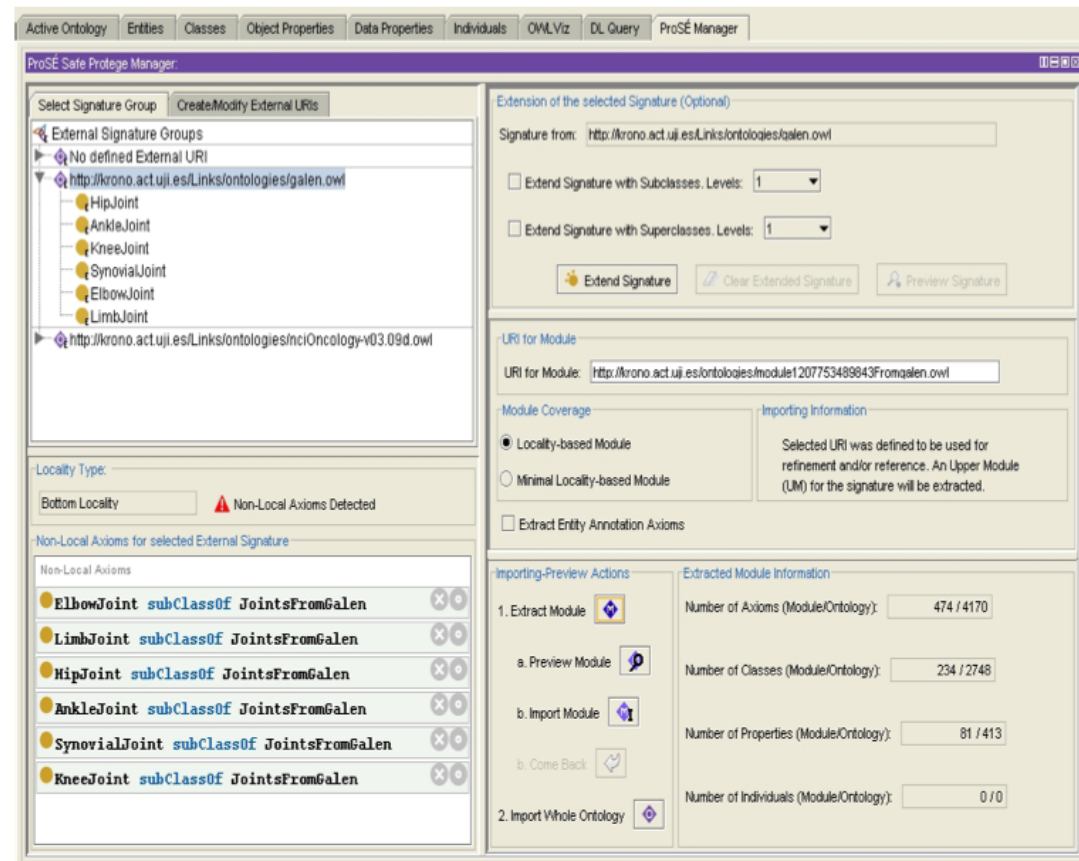 Active Ontology Entities Classes Object Properties Data Properties Individuals OWLViz DL Query ProSÉ Manager
ProSÉ Safe Protege Manager:
Select Signature Group Create/Modify External URIs
External Signature Groups
No defined External URI
http://krono.act.uji.es/Links/ontologies/galen.owl
HipJoint
AnkleJoint
KneeJoint
SynovialJoint
ElbowJoint
LimbJoint
http://krono.act.uji.es/Links/ontologies/nciOncology-v03.09d.owl
Locality Type:
Bottom Locality Non-Local Axioms Detected
Non-Local Axioms for selected External Signature
Non-Local Axioms
ElbowJoint subClassOf JointsFromGalen
LimbJoint subClassOf JointsFromGalen
HipJoint subClassOf JointsFromGalen
AnkleJoint subClassOf JointsFromGalen
SynovialJoint subClassOf JointsFromGalen
KneeJoint subClassOf JointsFromGalen
Extension of the selected Signature (Optional)
Signature from: http://krono.act.uji.es/Links/ontologies/galen.owl
Extend Signature with Subclasses. Levels: 1
Extend Signature with Superclasses. Levels: 1
Extend Signature Clear Extended Signature Preview Signature
URI for Module
URI for Module: http://krono.act.uji.es/ontologies/module1207753489843Fromgalen.owl
Module Coverage
Locality-based Module
Minimal Locality-based Module
Importing Information
Selected URI was defined to be used for
refinement and/or reference. An Upper Module
(UM) for the signature will be extracted.
Extract Entity Annotation Axioms
Importing-Preview Actions
1. Extract Module
a. Preview Module
b. Import Module
b. Come Back
2. Import Whole Ontology
Extracted Module Information
Number of Axioms (Module/Ontology): 474 / 4170
Number of Classes (Module/Ontology): 234 / 2748
Number of Properties (Module/Ontology): 81 / 413
Number of Individuals (Module/Ontology): 0 / 0